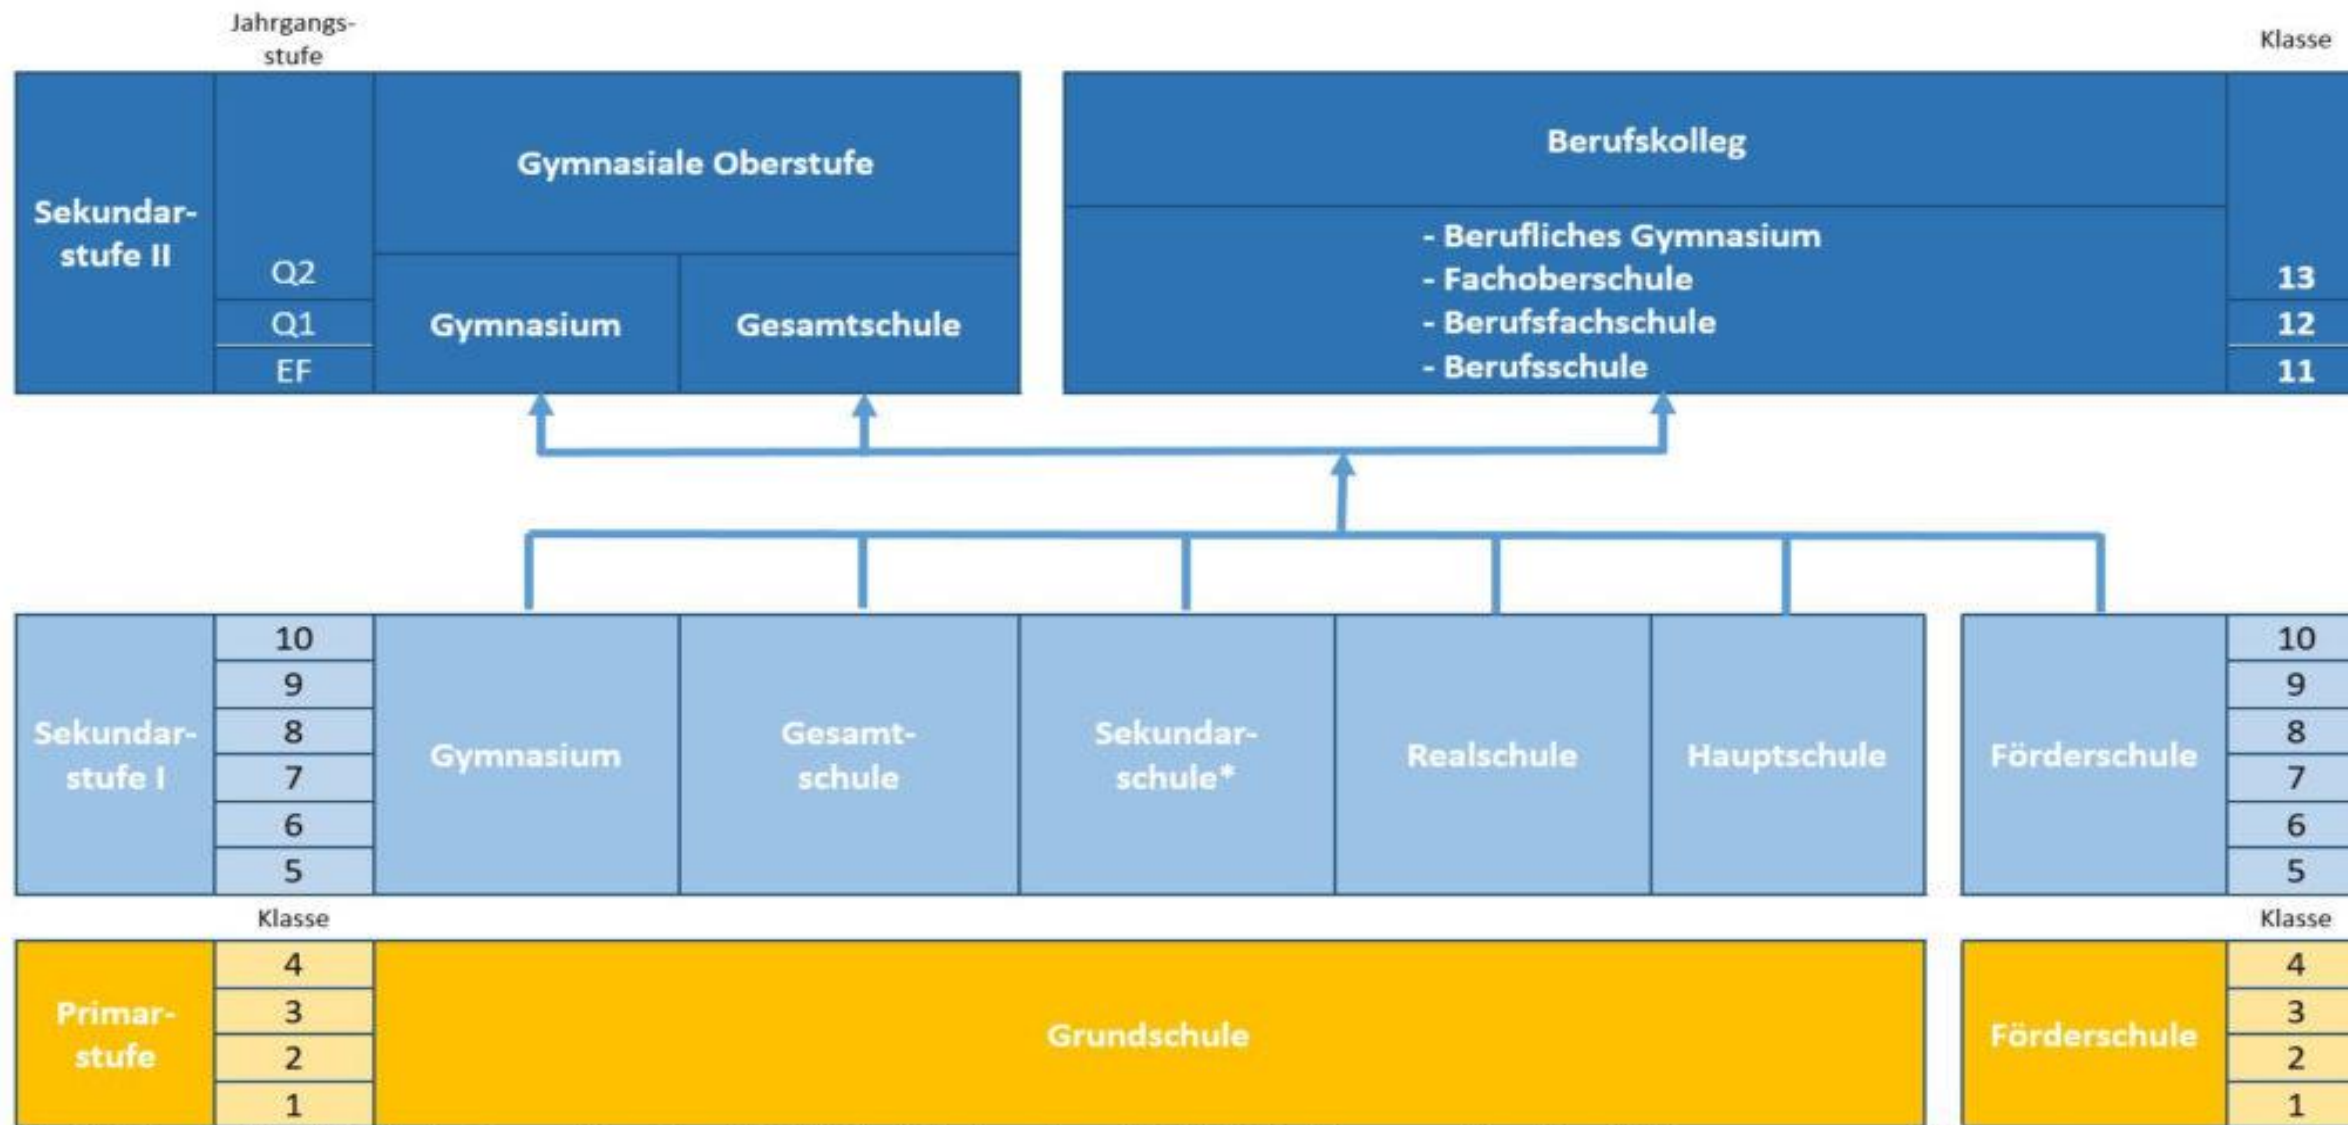 Jahrgangs-
stufe
Klasse
Sekundar-
stufe II
Q2
Q1
EF
Gymnasiale Oberstufe
Gymnasium
Gesamtschule
Berufskolleg
- Berufliches Gymnasium
- Fachoberschule
- Berufsfachschule
- Berufsschule
13
12
11
Sekundar-
stufe I
10
9
8
7
6
5
Gymnasium
Gesamt-
schule
Sekundar-
schule*
Realschule
Hauptschule
Förderschule
10
9
8
7
6
5
Klasse
Klasse
Primar-
stufe
4
3
2
1
Grundschule
Förderschule
4
3
2
1